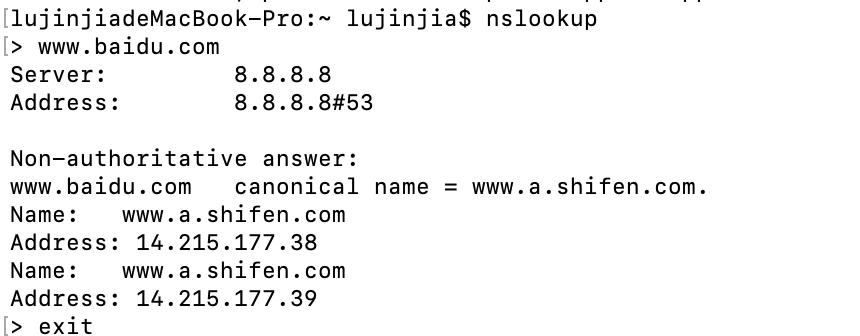 [lujinjiadeMacBook-Pro:~ lujinjia$ nslookup
[> www.baidu.com
Server:		8.8.8.8
Address:	8.8.8.8#53

Non-authoritative answer:
www.baidu.com	canonical name = www.a.shifen.com.
Name:	www.a.shifen.com
Address: 14.215.177.38
Name:	www.a.shifen.com
Address: 14.215.177.39
[> exit